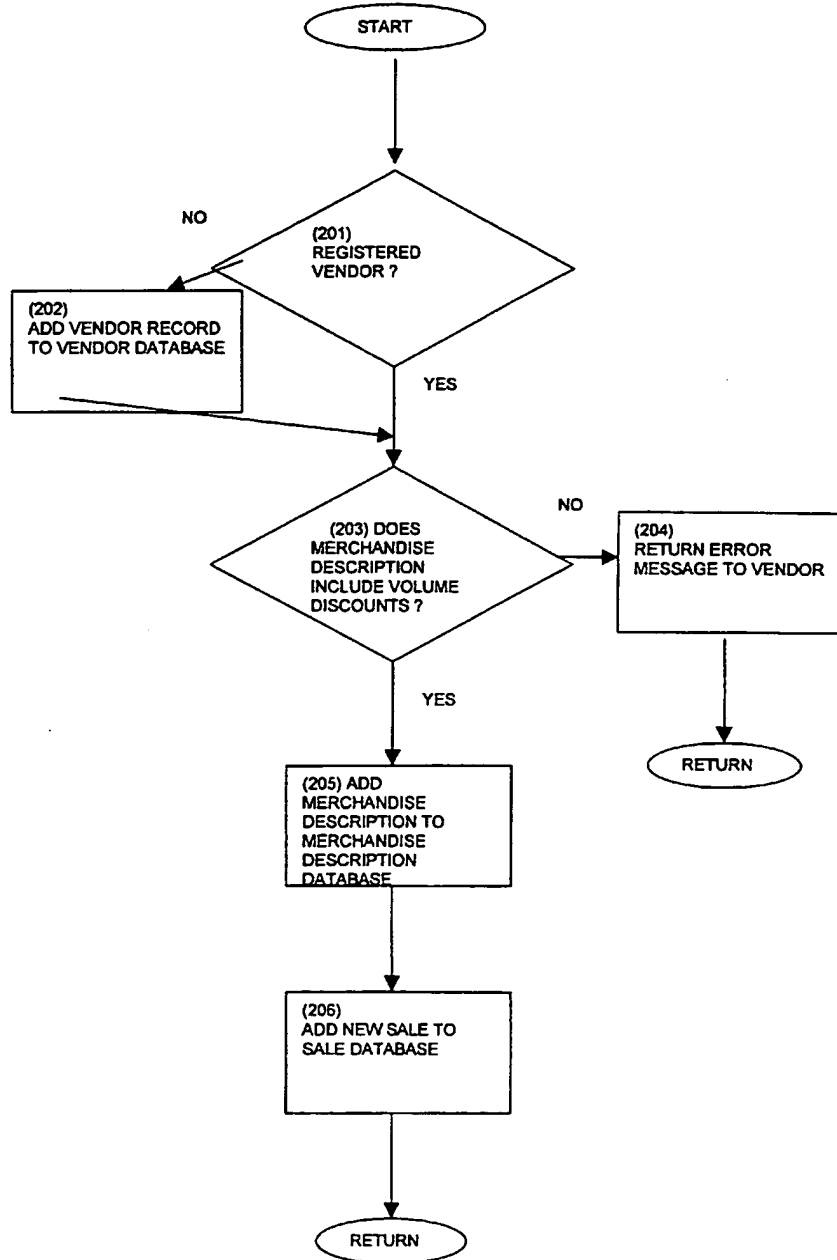 START
NO
(201)
REGISTERED
VENDOR ?
(202)
ADD VENDOR RECORD
TO VENDOR DATABASE
YES
(203) DOES
MERCHANDISE
DESCRIPTION
INCLUDE VOLUME
DISCOUNTS ?
NO
(204)
RETURN ERROR
MESSAGE TO VENDOR
YES
RETURN
(205) ADD
MERCHANDISE
DESCRIPTION TO
MERCHANDISE
DESCRIPTION
DATABASE
(206)
ADD NEW SALE TO
SALE DATABASE
RETURN